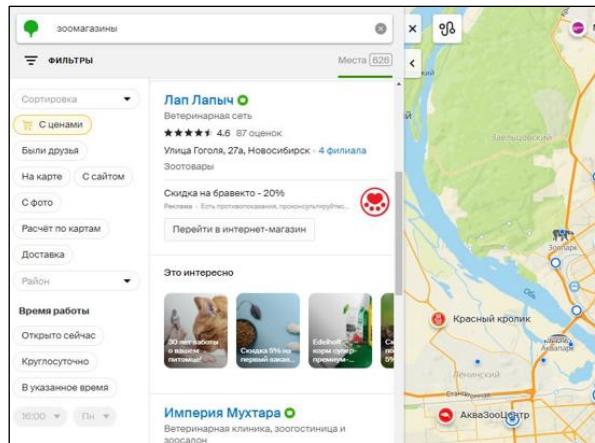 зоомагазины
ФИЛЬТРЫ
Места 626
Сортировка
С ценами
Были друзья
На карте
С сайтом
С фото
Расчёт по картам
Доставка
Район
Время работы
Открыто сейчас
Круглосуточно
В указанное время
16:00
Пн
Лап Лапыч
Ветеринарная сеть
4.6 87 оценок
Улица Гоголя, 27а, Новосибирск · 4 филиала
Зоотовары
Скидка на бравекто - 20%
Реклама · Есть противопоказания,
Перейти в интернет-магазин
Это интересно
30 лет заботы
о вашем
питомце!
Скидка 5% на
первый заказ...
Edelhoff
корм супер-
премиум-...
5%
Империя Мухтара
Ветеринарная клиника, зоогостиница и
зоосалон
Заельцовский
Зоопарк
Обь
Красный кролик
Аквапарк
Ленинский
АкваЗооЦентр